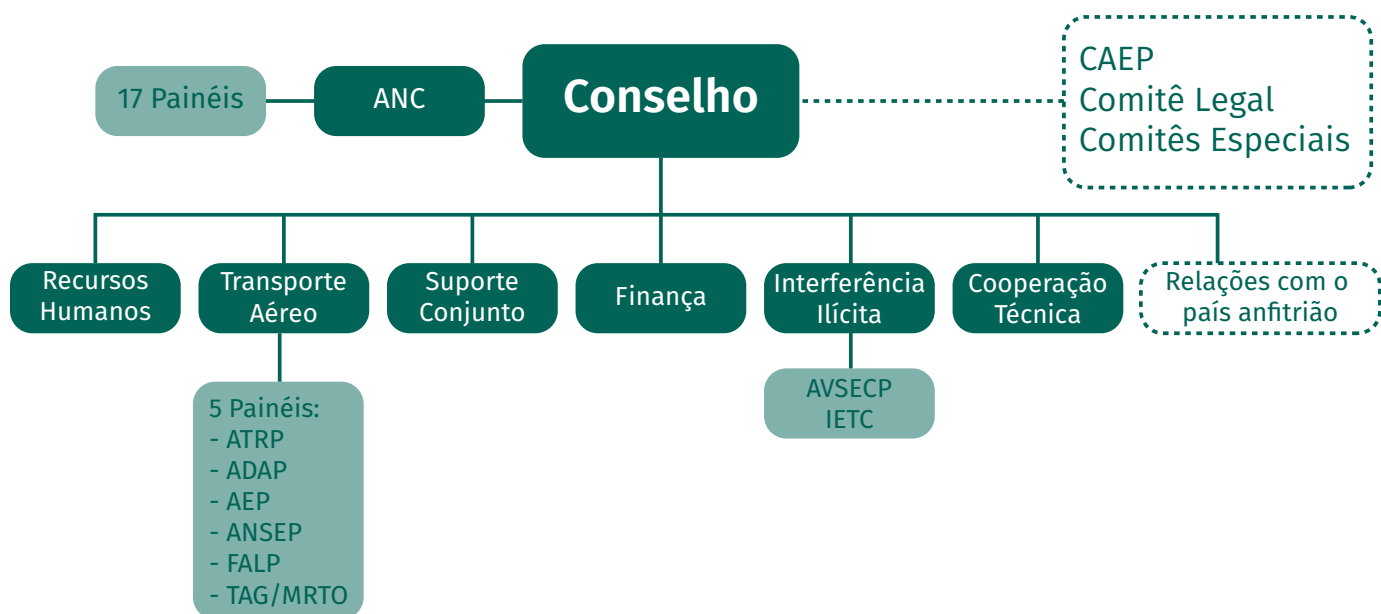 17 Painéis
ANC
Conselho
CAEP
Comitê Legal
Comitês Especiais
Recursos
Humanos
Transporte
Aéreo
Suporte
Conjunto
Finança
Interferência
Ilícita
Cooperação
Técnica
Relações com o
país anfitrião
5 Painéis:
- ATRP
- ADAP
- AEP
- ANSEP
- FALP
- TAG/MRTO
AVSECP
IETC